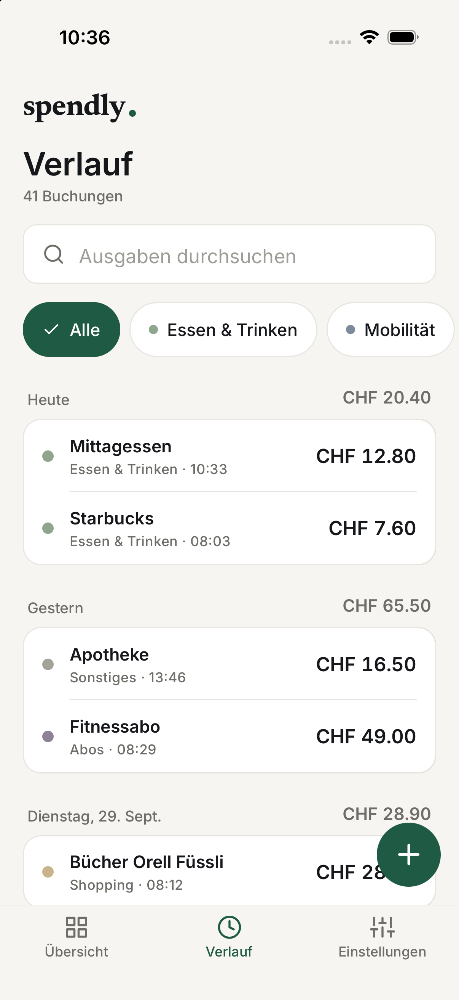 10:36
spendly.
Verlauf
41 Buchungen
Ausgaben durchsuchen
Alle
Essen & Trinken
Mobilität
Heute
CHF 20.40
Mittagessen
Essen & Trinken · 10:33
CHF 12.80
Starbucks
Essen & Trinken · 08:03
CHF 7.60
Gestern
CHF 65.50
Apotheke
Sonstiges · 13:46
CHF 16.50
Fitnessabo
Abos · 08:29
CHF 49.00
Dienstag, 29. Sept.
CHF 28.90
Bücher Orell Füssli
Shopping · 08:12
CHF
Übersicht
Verlauf
Einstellungen